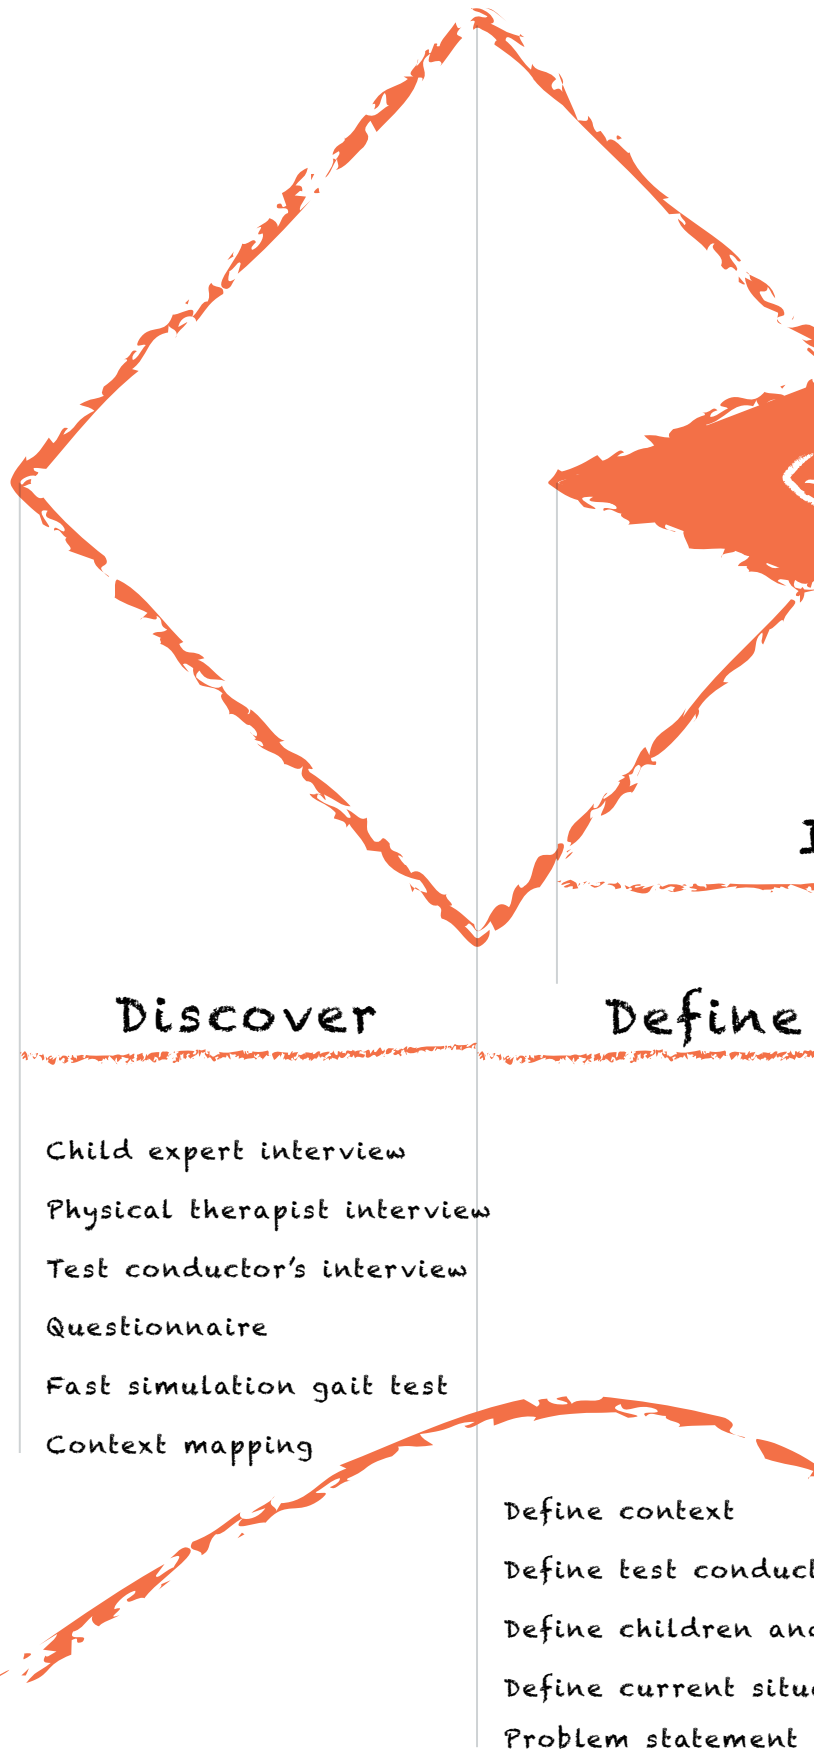 Discover
Define
Child expert interview
Physical therapist interview
Test conductor's interview
Questionnaire
Fast simulation gait test
Context mapping
Define context
Define test
Define children
Define current
Problem statement